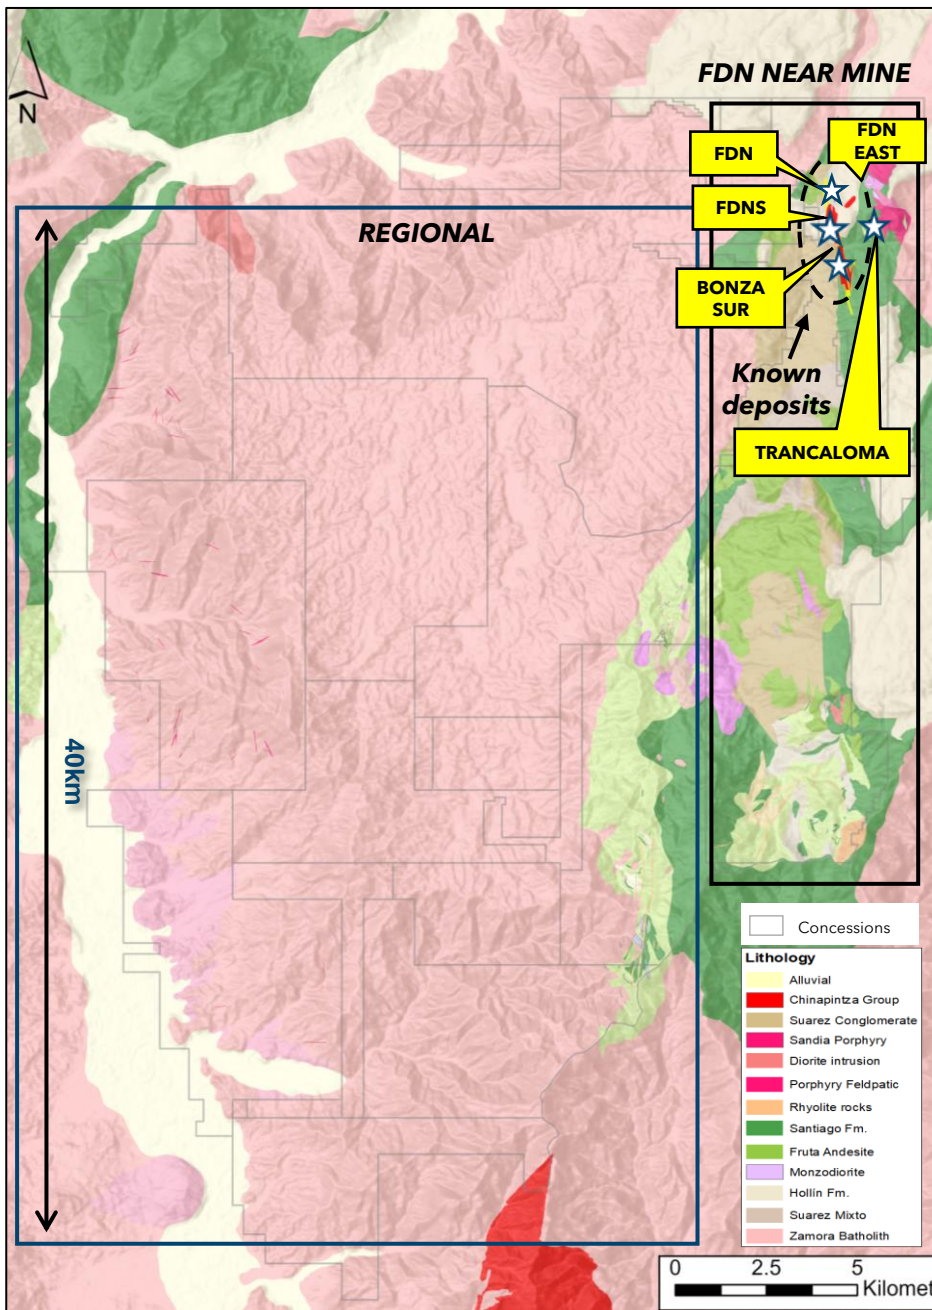 N
FDN NEAR MINE
FDN
EAST
FDN
FDNS
REGIONAL
BONZA
SUR
Known
deposits
TRANCALOMA
40km
Concessions
Lithology
Alluvial
Chinapintza Group
Suarez Conglomerate
Sandia Porphyry
Diorite intrusion
Porphyry Feldpatic
Rhyolite rocks
Santiago Fm.
Fruta Andesite
Monzodiorite
Hollín Fm.
Suarez Mixto
Zamora Batholith
0 2.5 5
Kilomet